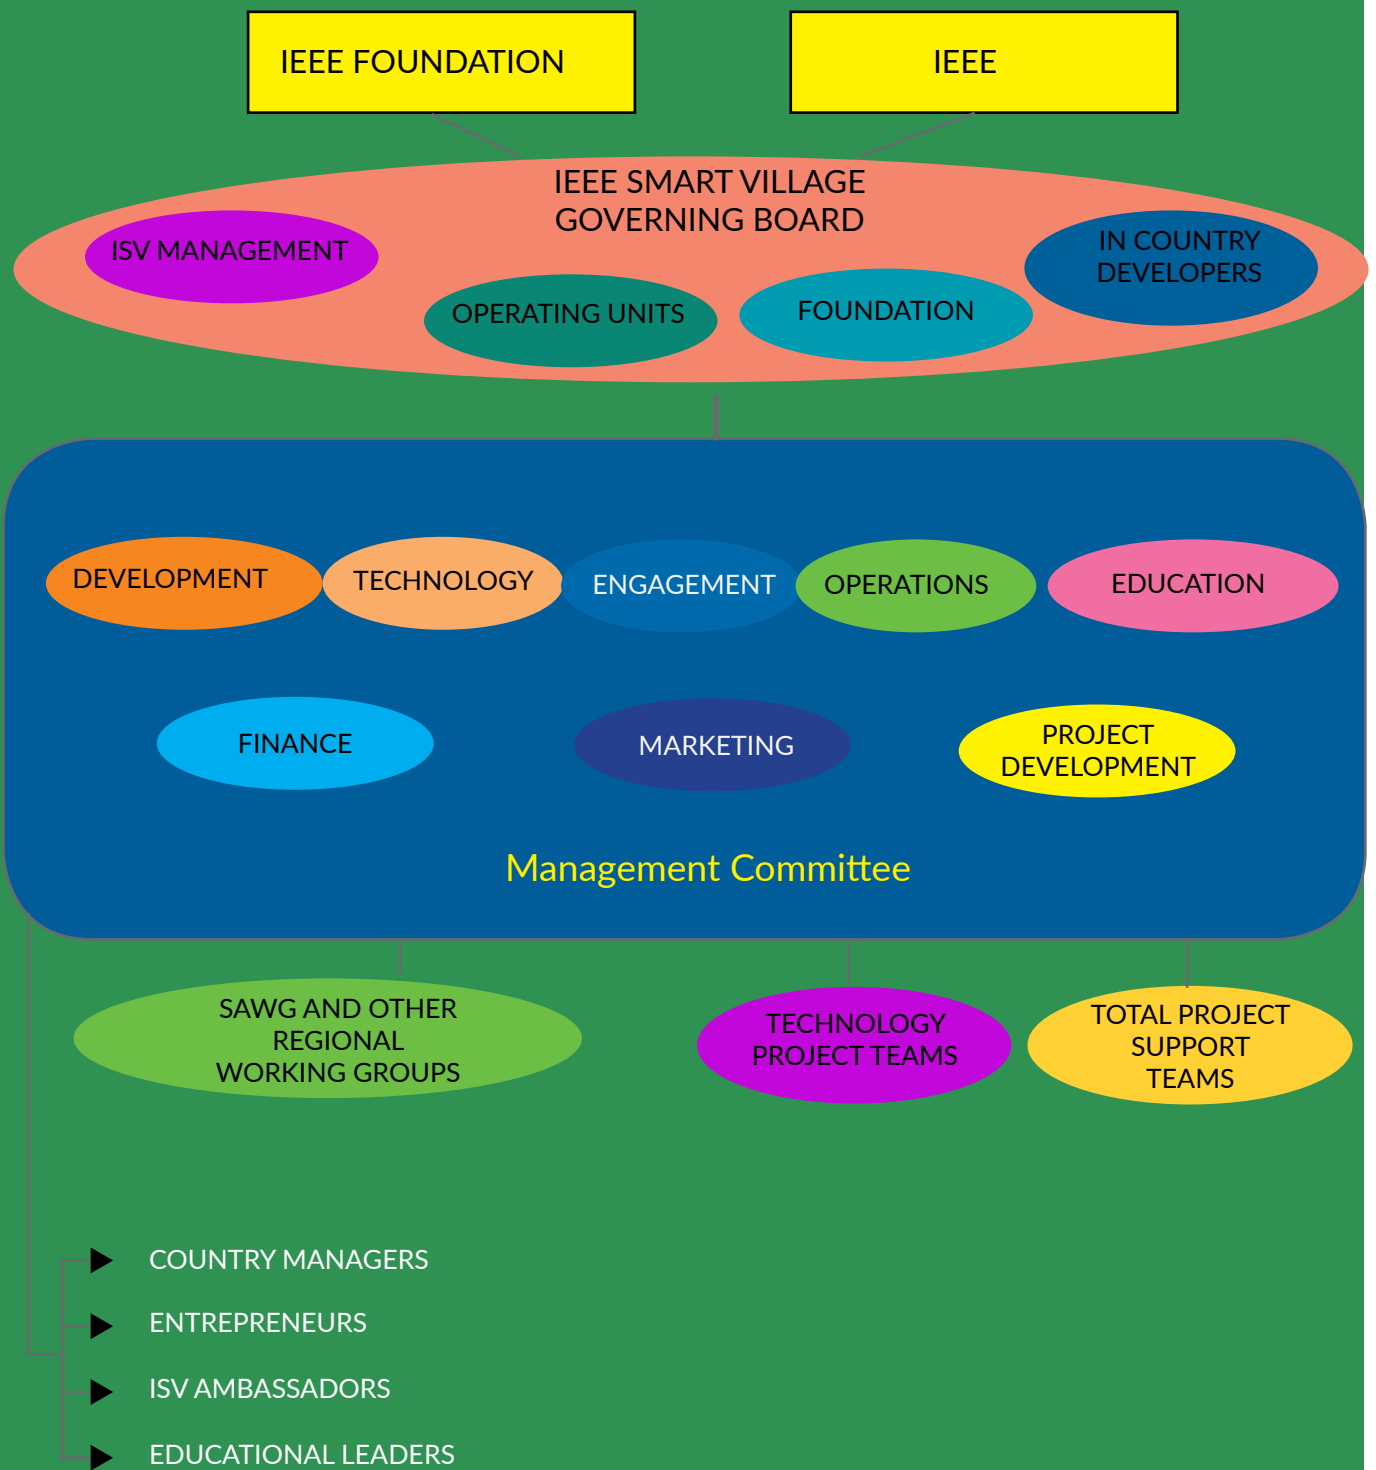 IEEE FOUNDATION
IEEE
IEEE SMART VILLAGE
GOVERNING BOARD
ISV MANAGEMENT
OPERATING UNITS
FOUNDATION
IN COUNTRY
DEVELOPERS
DEVELOPMENT
TECHNOLOGY
ENGAGEMENT
OPERATIONS
EDUCATION
FINANCE
MARKETING
PROJECT
DEVELOPMENT
Management Committee
SAWG AND OTHER
REGIONAL
WORKING GROUPS
TECHNOLOGY
PROJECT TEAMS
TOTAL PROJECT
SUPPORT
TEAMS
COUNTRY MANAGERS
ENTREPRENEURS
ISV AMBASSADORS
EDUCATIONAL LEADERS